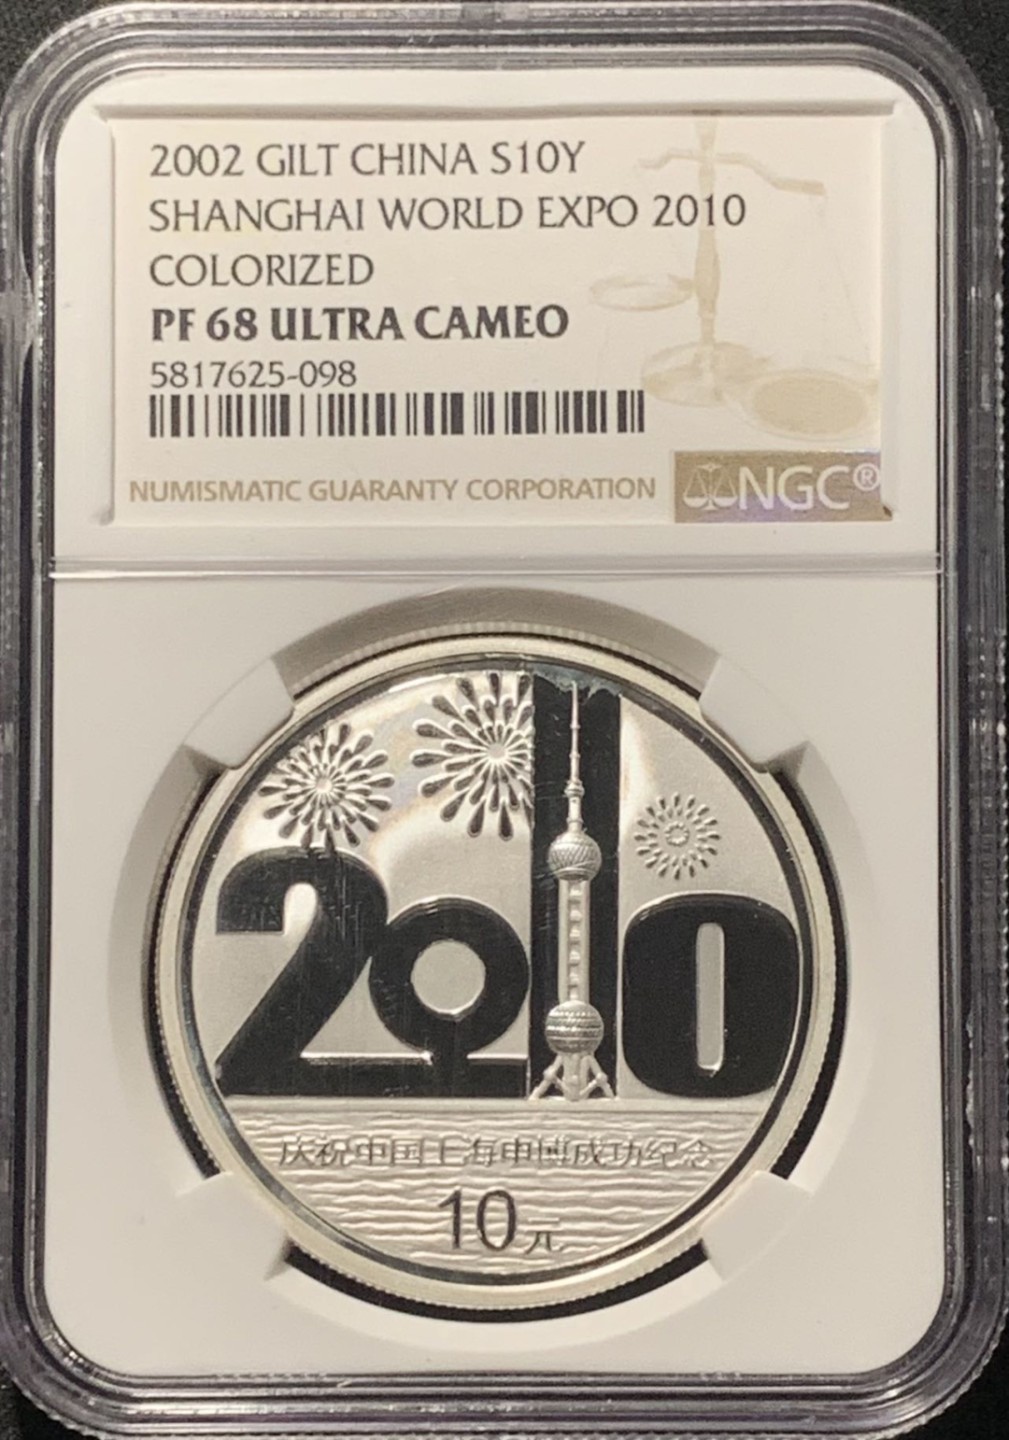 2002 GILT CHINA S10Y
SHANGHAI WORLD EXPO 2010
COLORIZED
PF 68 ULTRA CAMEO
5817625-098
NUMISMATIC GUARANTY CORPORATION
NGC®
2010
庆祝中国上海申博成功纪念
10元